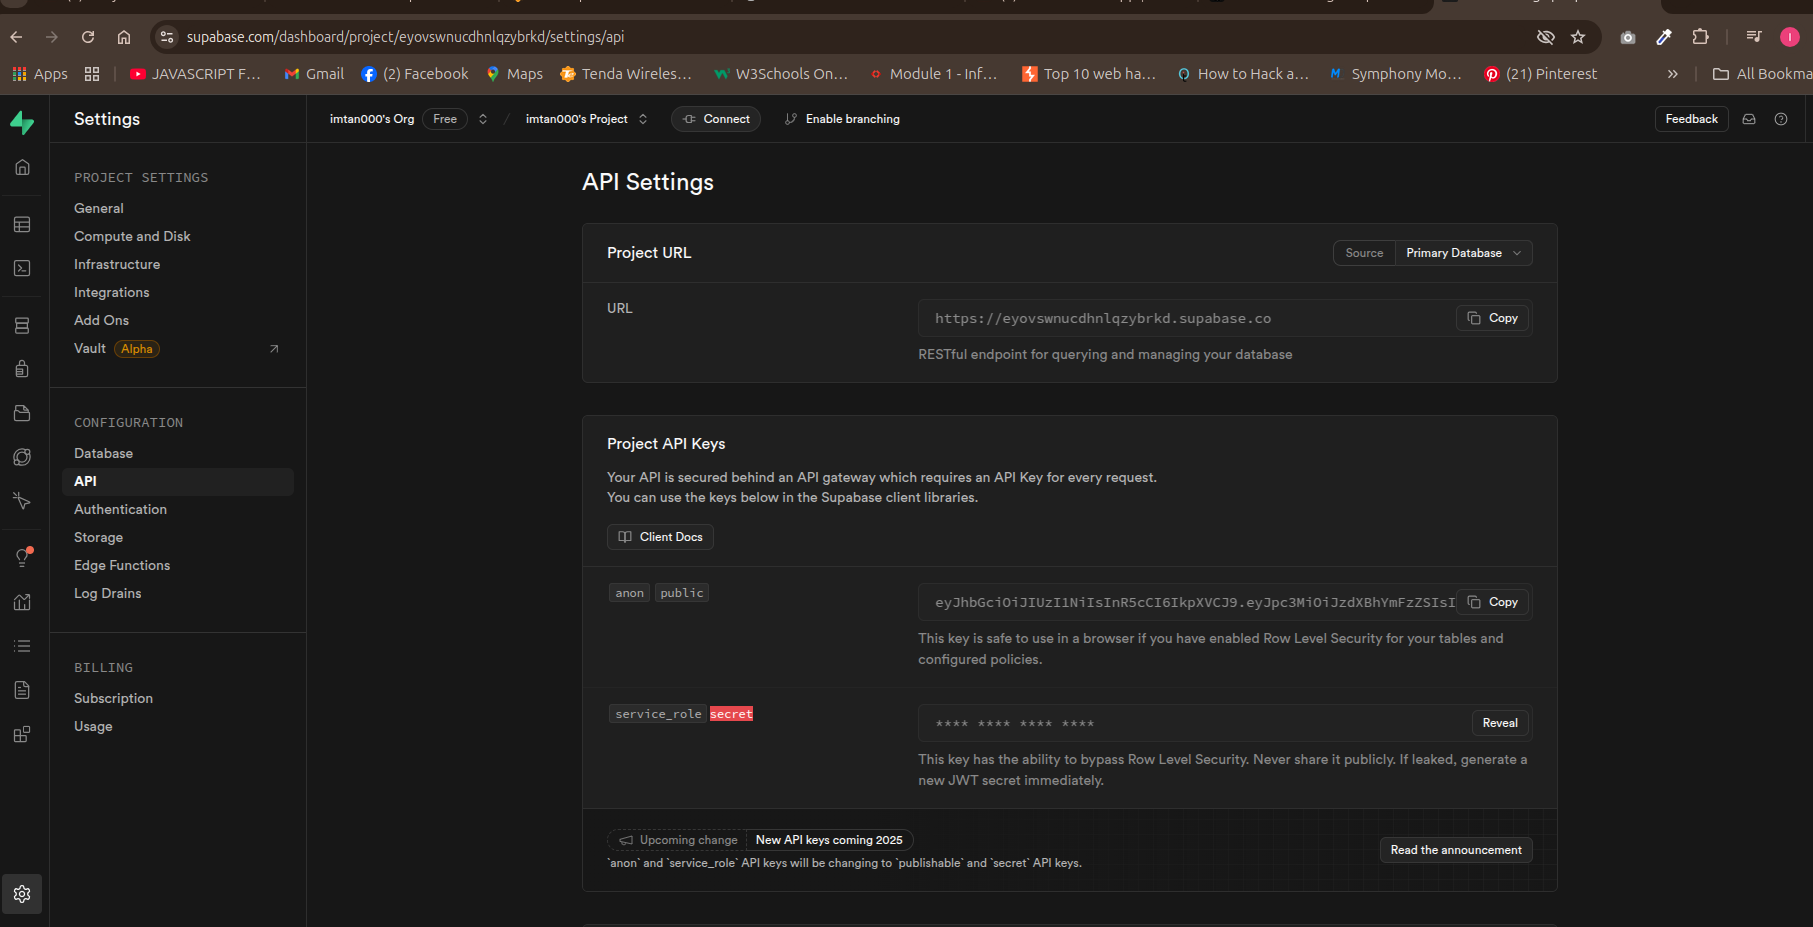 supabase.com/dashboard/project/eyovswnucdhnlqzybrkd/settings/api
Apps
JAVASCRIPT F...
Gmail
(2) Facebook
Maps
Tenda Wireless...
W3Schools On...
Module 1 - Inf...
Top 10 web ha...
How to Hack a...
Symphony Mo...
(21) Pinterest
All Bookma
Settings
imtan000's Org Free / imtan000's Project Connect Enable branching
Feedback
PROJECT SETTINGS
General
Compute and Disk
Infrastructure
Integrations
Add Ons
Vault Alpha
CONFIGURATION
Database
API
Authentication
Storage
Edge Functions
Log Drains
BILLING
Subscription
Usage
API Settings
Project URL
Source Primary Database
URL
https://eyovswnucdhnlqzybrkd.supabase.co Copy
RESTful endpoint for querying and managing your database
Project API Keys
Your API is secured behind an API gateway which requires an API Key for every request.
You can use the keys below in the Supabase client libraries.
Client Docs
anon public
eyJhbGciOiJIUzI1NiIsInR5cCI6IkpXVCJ9.eyJpc3MiOiJzdXBhYmFzZSIsI Copy
This key is safe to use in a browser if you have enabled Row Level Security for your tables and
configured policies.
service_role secret
**** **** **** **** Reveal
This key has the ability to bypass Row Level Security. Never share it publicly. If leaked, generate a
new JWT secret immediately.
Upcoming change New API keys coming 2025
`anon` and `service_role` API keys will be changing to `publishable` and `secret` API keys.
Read the announcement